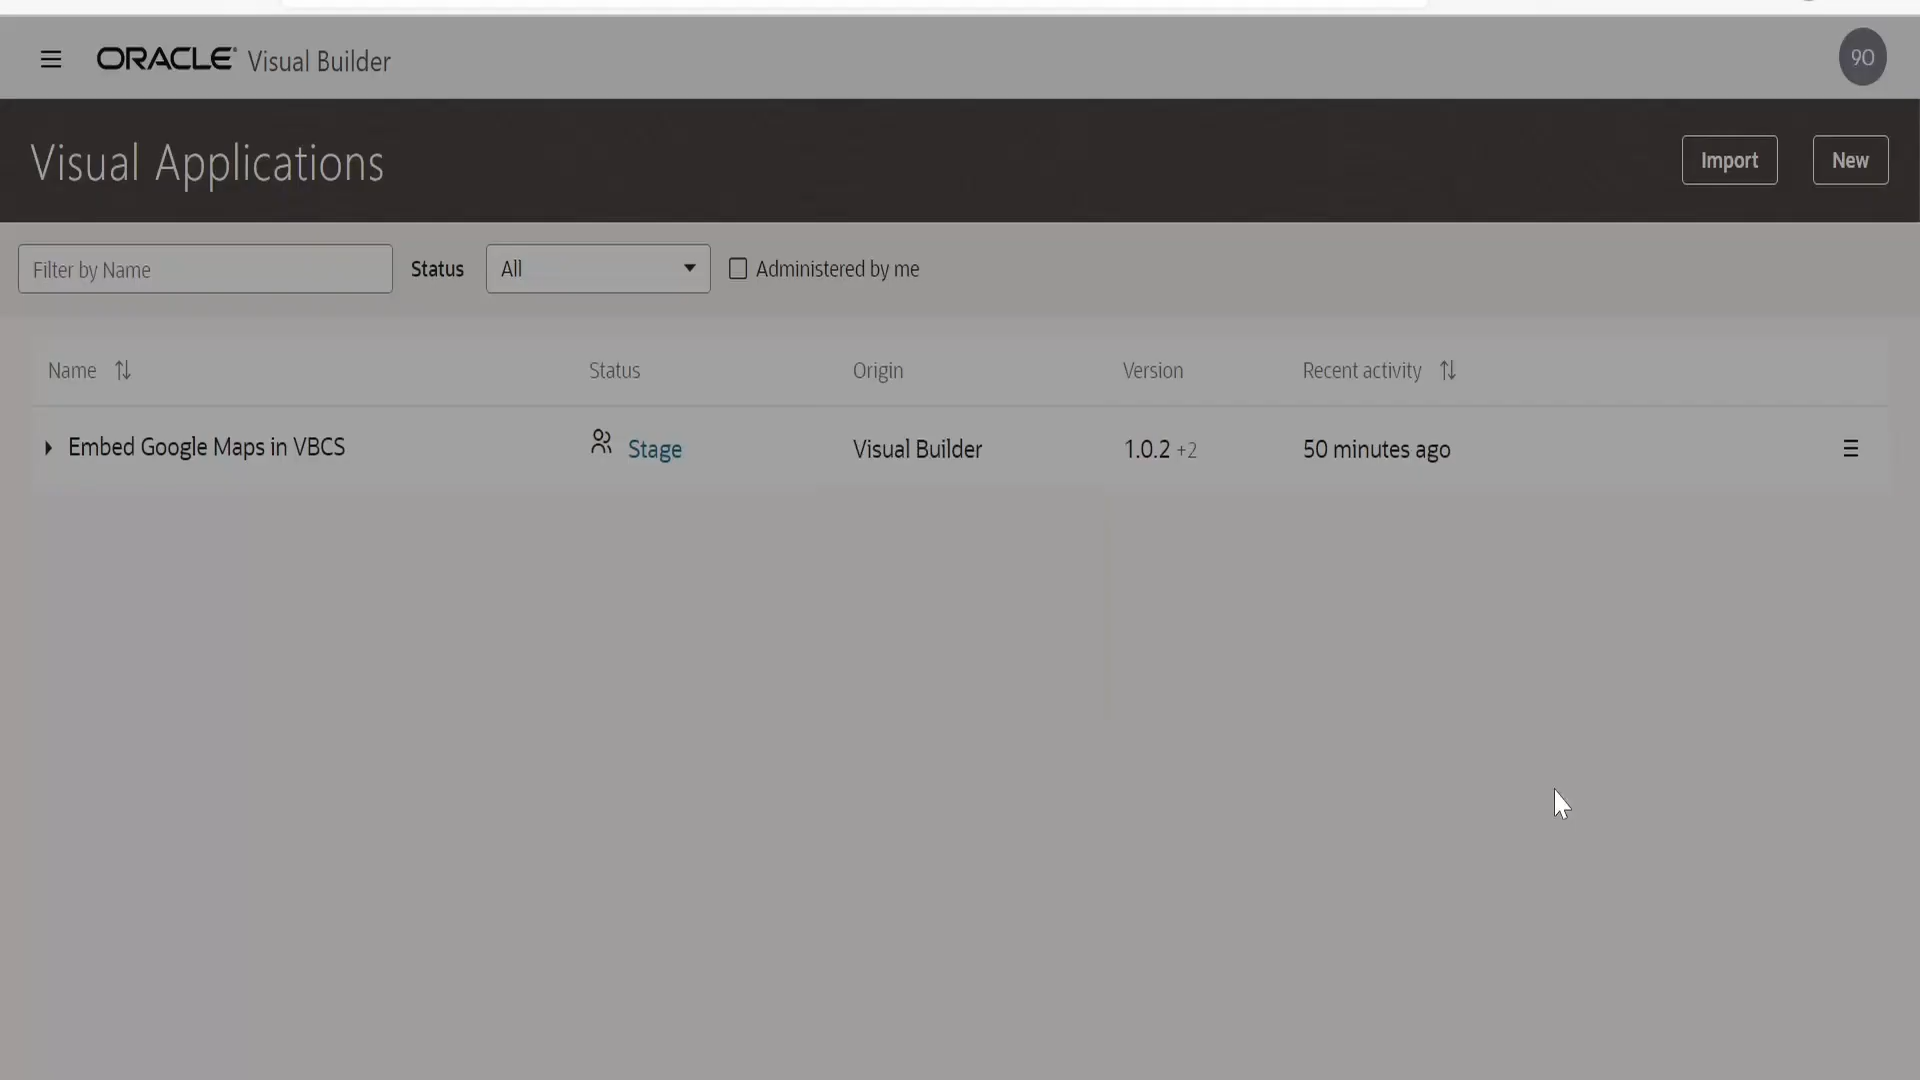 ORACLE Visual Builder
90
Visual Applications
Import
New
Filter by Name
Status
All
Administered by me
Name
Status
Origin
Version
Recent activity
Embed Google Maps in VBCS
Stage
Visual Builder
1.0.2 +2
50 minutes ago